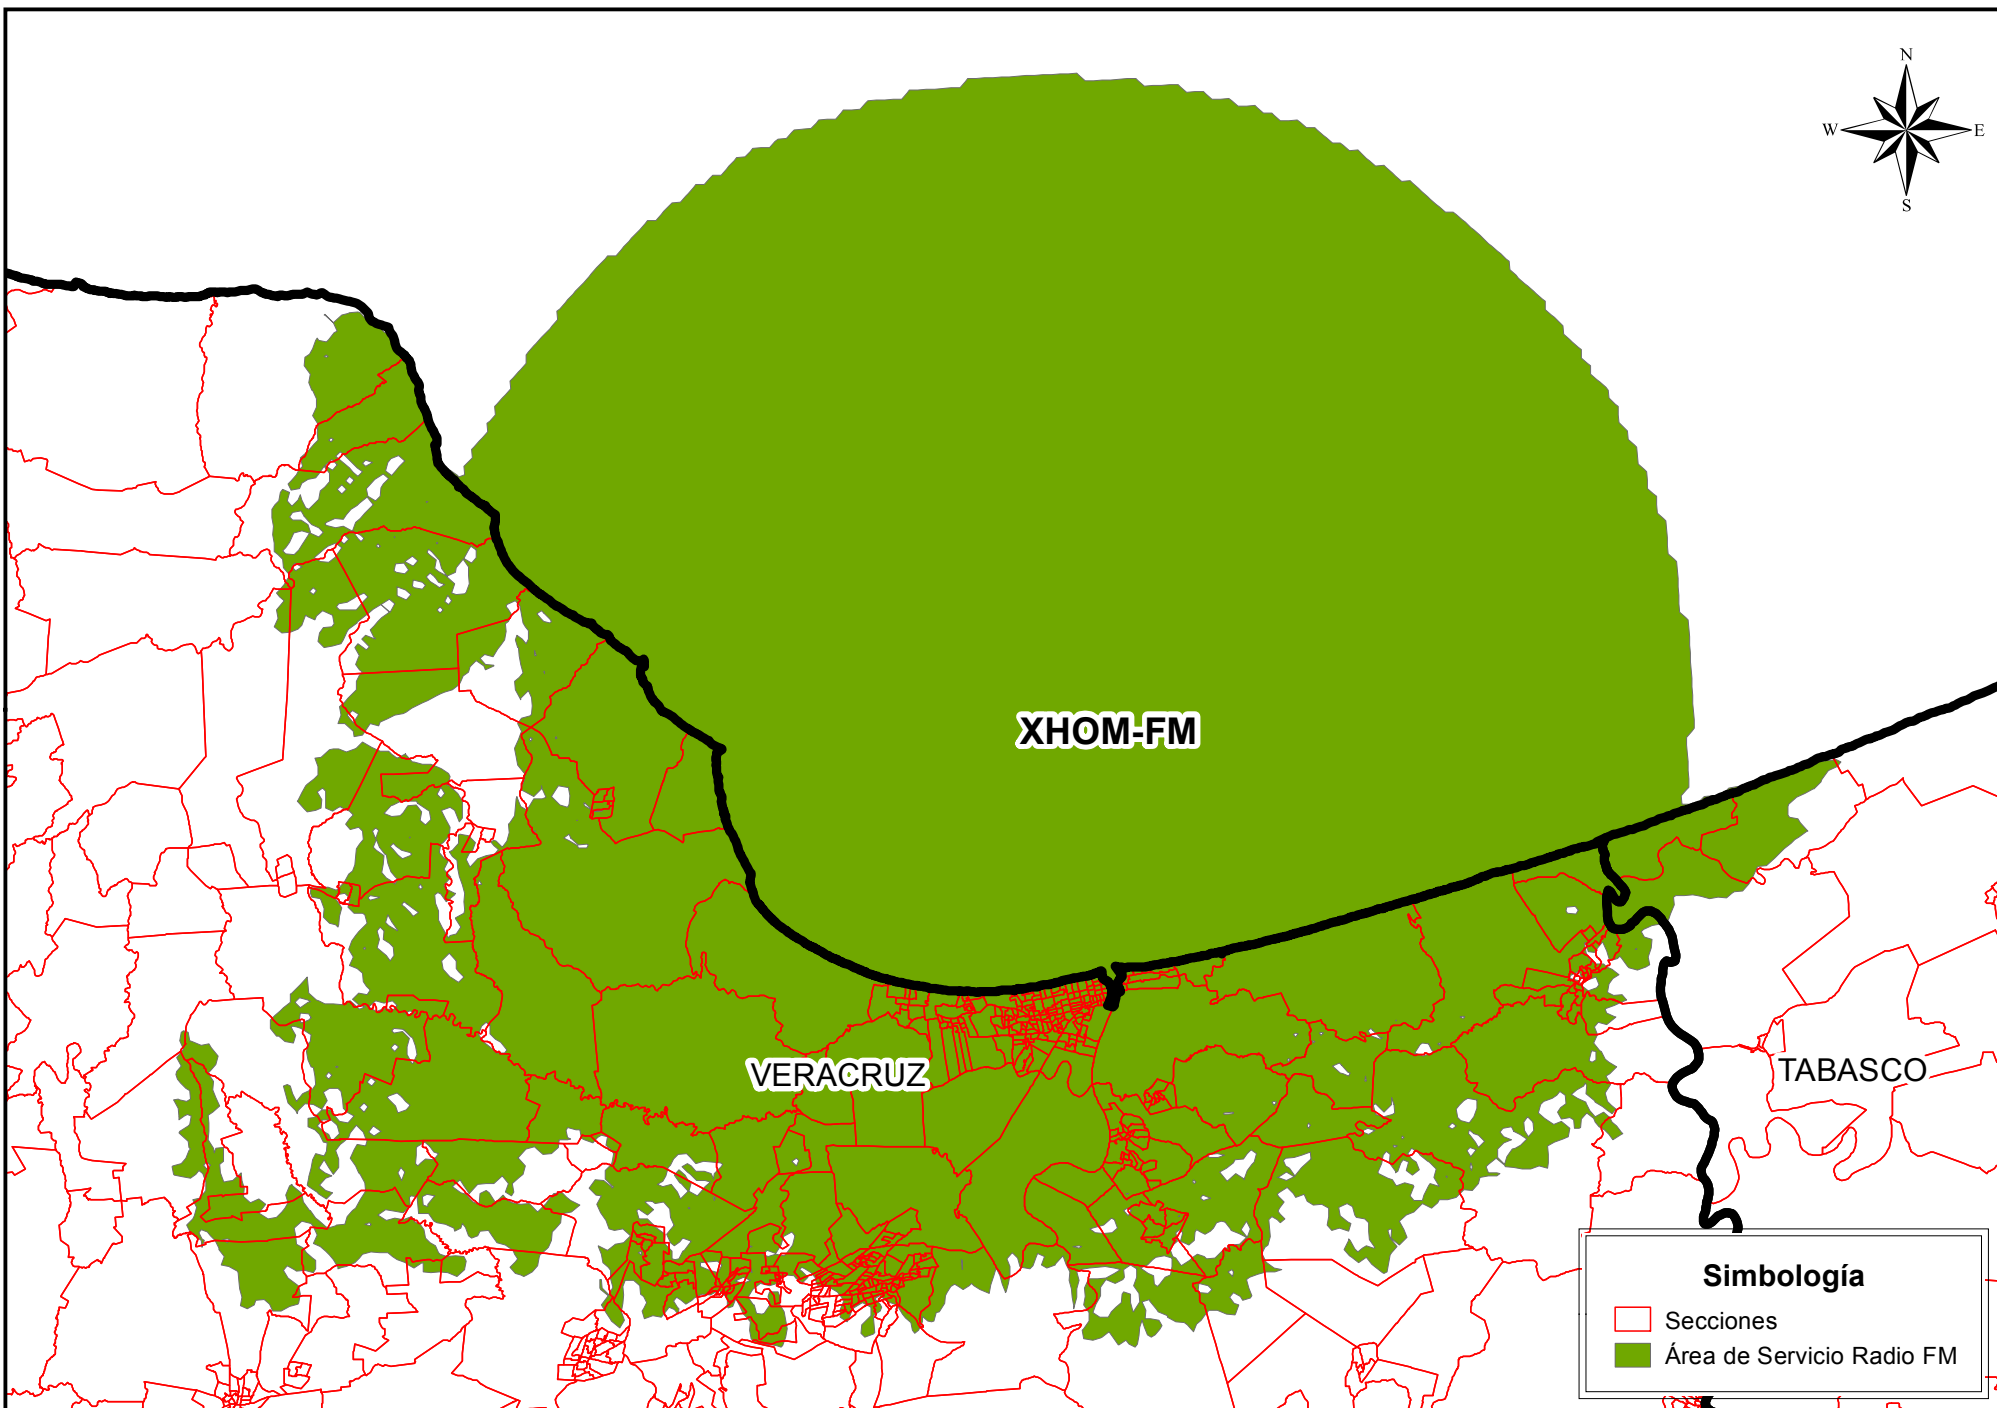 N
W
E
S
XHOM-FM
VERACRUZ
TABASCO
Simbología
Secciones
Área de Servicio Radio FM